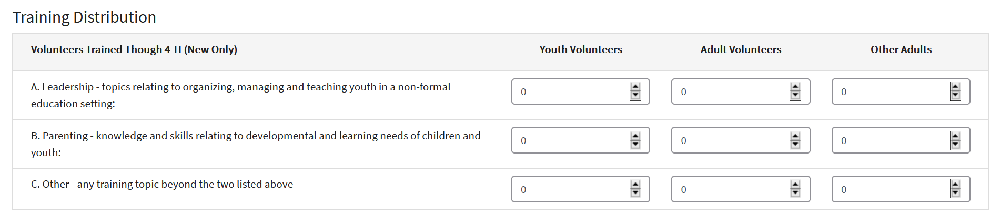 Training Distribution
Volunteers Trained Though 4-H (New Only) Youth Volunteers Adult Volunteers Other Adults
A. Leadership - topics relating to organizing, managing and teaching youth in a non-formal
education setting:
0 0 0
B. Parenting - knowledge and skills relating to developmental and learning needs of children and
youth:
0 0 0
C. Other - any training topic beyond the two listed above
0 0 0